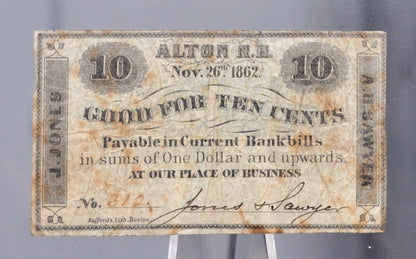 ALTON N.H.
10 Nov. 26th 1862. 10
GOOD FOR TEN CENTS
Payable in Current Bankbills
in sums of One Dollar and upwards,
AT OUR PLACE OF BUSINESS
No. 312. Jones & Sawyer
Bufford's Lith. Boston
J. JONES
A. H. SAWYER